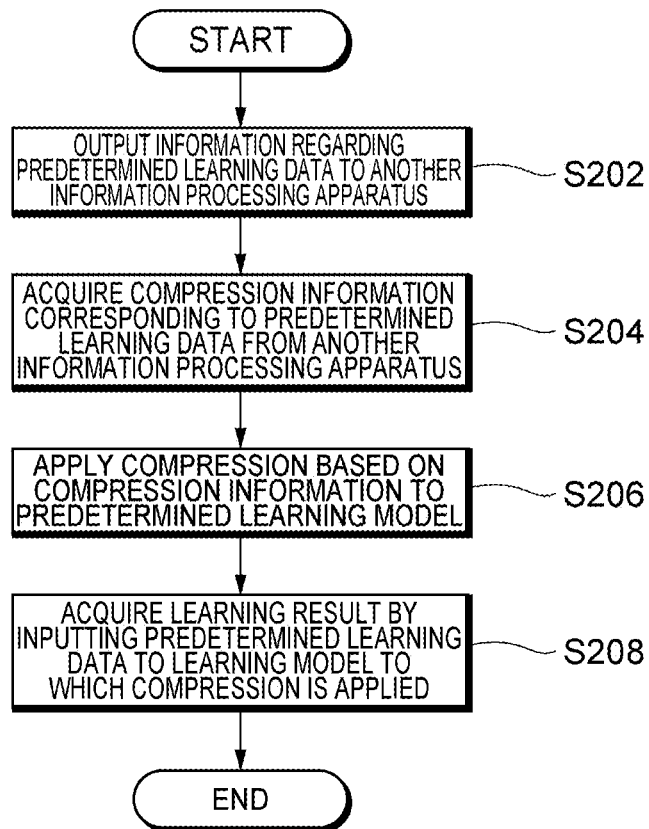 START
OUTPUT INFORMATION REGARDING
PREDETERMINED LEARNING DATA TO ANOTHER
INFORMATION PROCESSING APPARATUS
S202
ACQUIRE COMPRESSION INFORMATION
CORRESPONDING TO PREDETERMINED
LEARNING DATA FROM ANOTHER
INFORMATION PROCESSING APPARATUS
S204
APPLY COMPRESSION BASED ON
COMPRESSION INFORMATION TO
PREDETERMINED LEARNING MODEL
S206
ACQUIRE LEARNING RESULT BY
INPUTTING PREDETERMINED LEARNING
DATA TO LEARNING MODEL TO
WHICH COMPRESSION IS APPLIED
S208
END